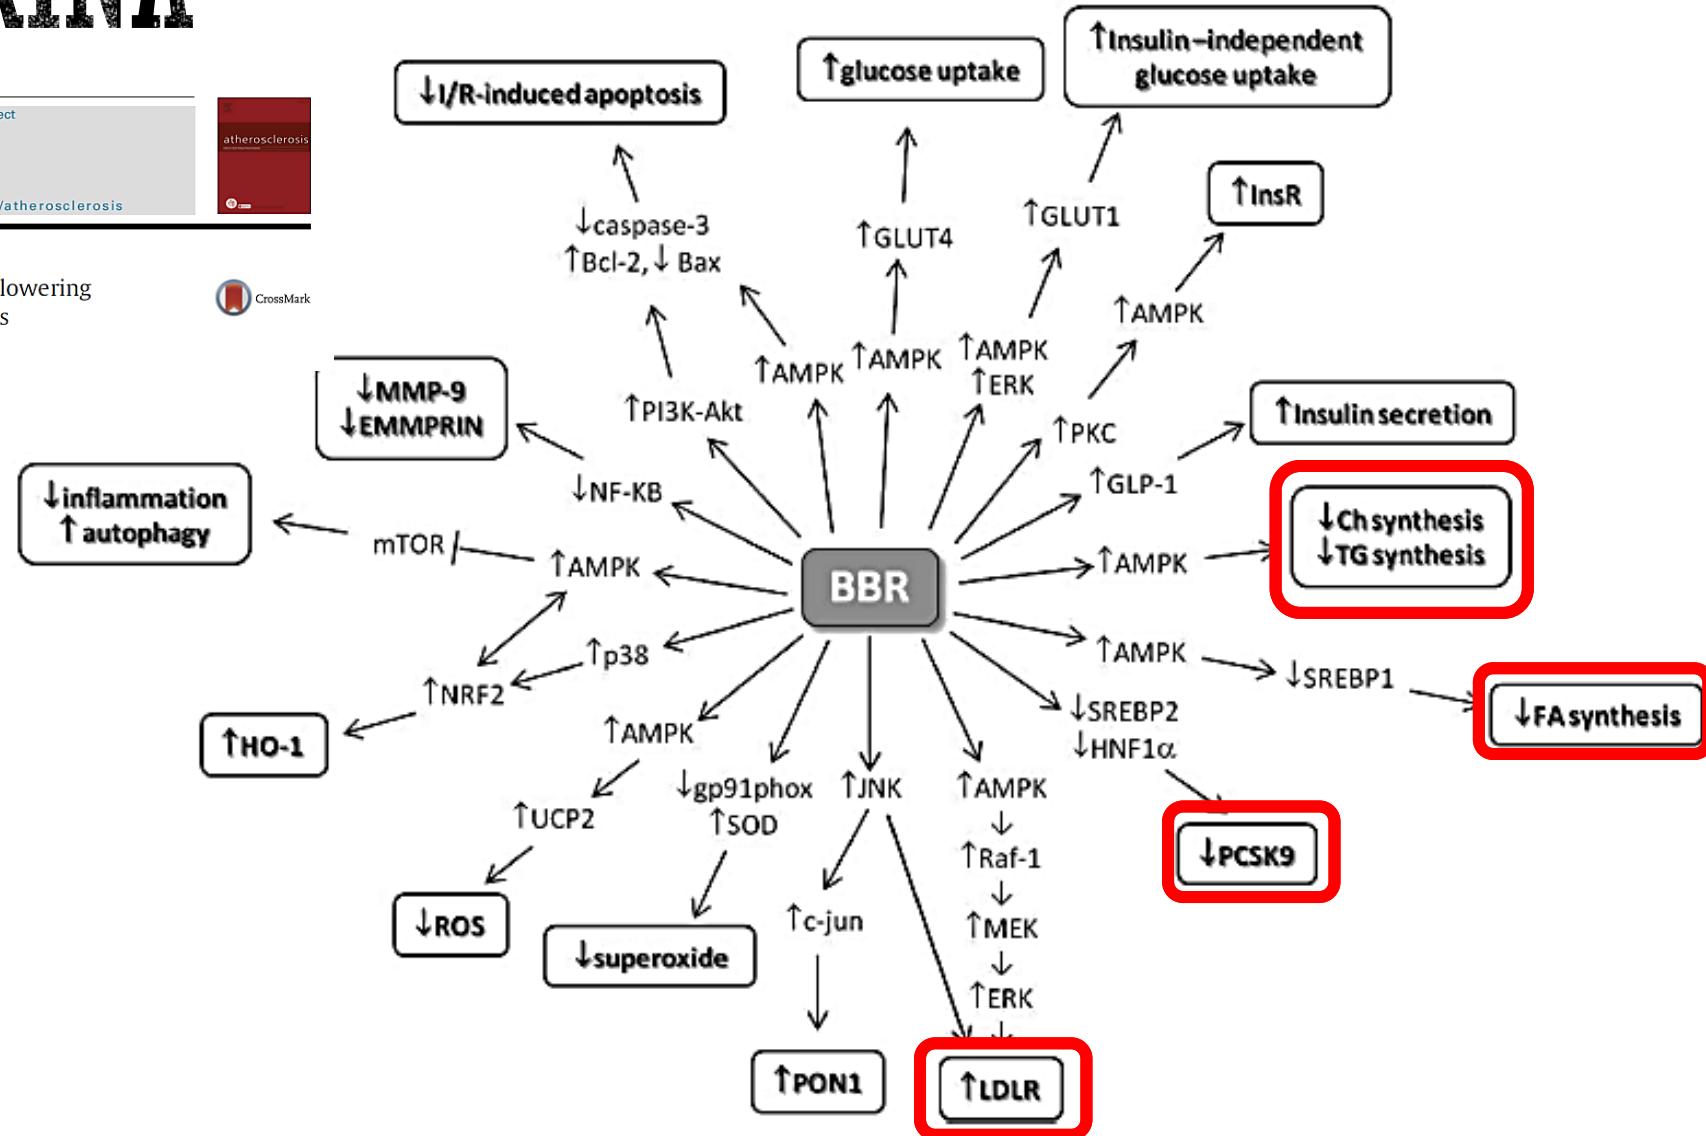 ect
/atherosclerosis
atherosclerosis
lowering
s
CrossMark
↓I/R-induced apoptosis
↑glucose uptake
↑Insulin–independent
glucose uptake
↓caspase-3
↑Bcl-2,↓ Bax
↑GLUT4
↑GLUT1
↑InsR
↑AMPK
↑PI3K-Akt
↑AMPK
↑AMPK
↑AMPK
↑ERK
↑PKC
↓MMP-9
↓EMMPRIN
↓NF-KB
↑GLP-1
↑Insulin secretion
↓inflammation
↑ autophagy
mTOR
↑AMPK
BBR
↑AMPK
↓Ch synthesis
↓TG synthesis
↑p38
↑NRF2
↑HO-1
↑AMPK
↓SREBP1
↓FA synthesis
↑AMPK
↑UCP2
↓ROS
↓gp91phox
↑SOD
↓superoxide
↑JNK
↑c-jun
↑PON1
↑AMPK
↓
↑Raf-1
↓
↑MEK
↓
↑ERK
↓
↑LDLR
↓SREBP2
↓HNF1α
↓PCSK9